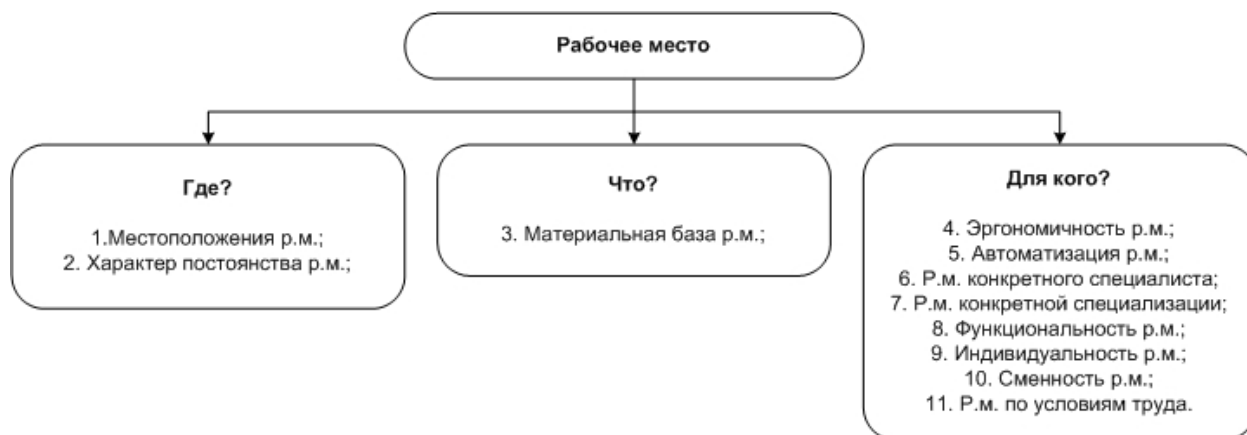 Рабочее место
Где?
1.Местоположения р.м.;
2. Характер постоянства р.м.;
Что?
3. Материальная база р.м.;
Для кого?
4. Эргономичность р.м.;
5. Автоматизация р.м.;
6. Р.м. конкретного специалиста;
7. Р.м. конкретной специализации;
8. Функциональность р.м.;
9. Индивидуальность р.м.;
10. Сменность р.м.;
11. Р.м. по условиям труда.